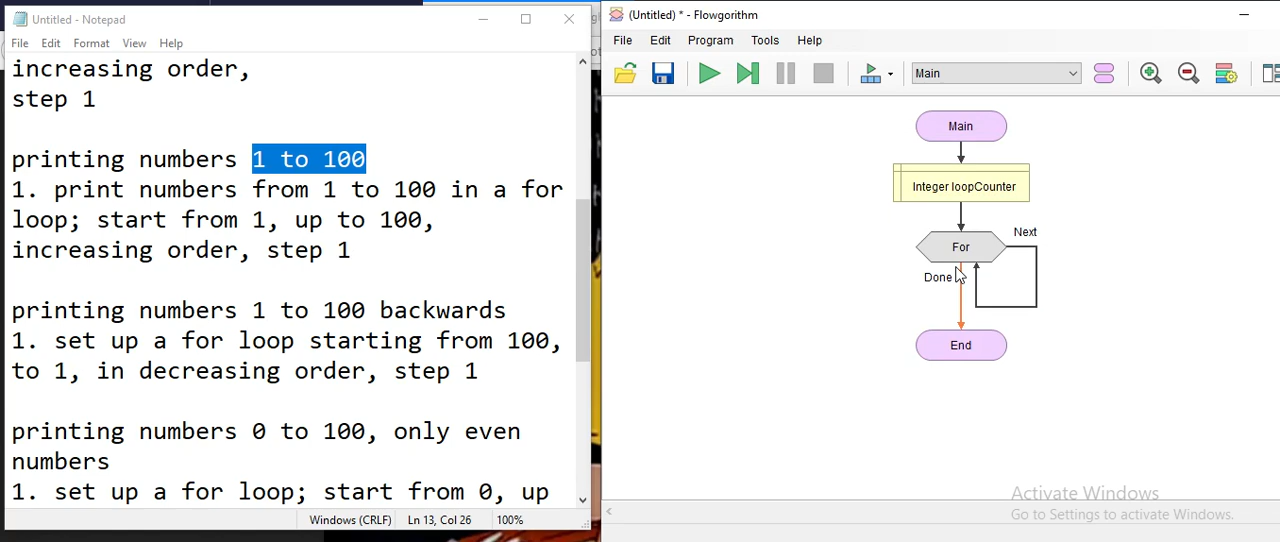 Untitled - Notepad
File Edit Format View Help
increasing order,
step 1
printing numbers 1 to 100
1. print numbers from 1 to 100 in a for
loop; start from 1, up to 100,
increasing order, step 1
printing numbers 1 to 100 backwards
1. set up a for loop starting from 100,
to 1, in decreasing order, step 1
printing numbers 0 to 100, only even
numbers
1. set up a for loop; start from 0, up
Windows (CRLF) Ln 13, Col 26 100%
(Untitled) * - Flowgorithm
File Edit Program Tools Help
Main
Main
Integer loopCounter
For
Next
Done
End
Activate Windows
Go to Settings to activate Windows.